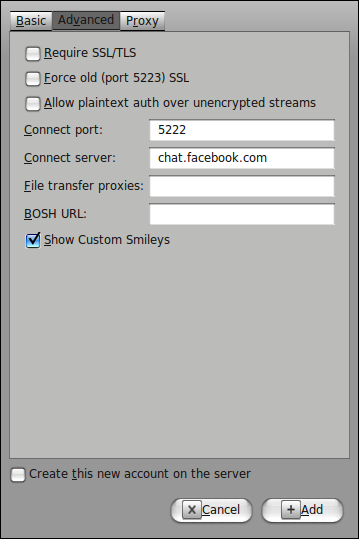 Basic Advanced Proxy
Require SSL/TLS
Force old (port 5223) SSL
Allow plaintext auth over unencrypted streams
Connect port: 5222
Connect server: chat.facebook.com
File transfer proxies:
BOSH URL:
Show Custom Smileys
Create this new account on the server
Cancel Add